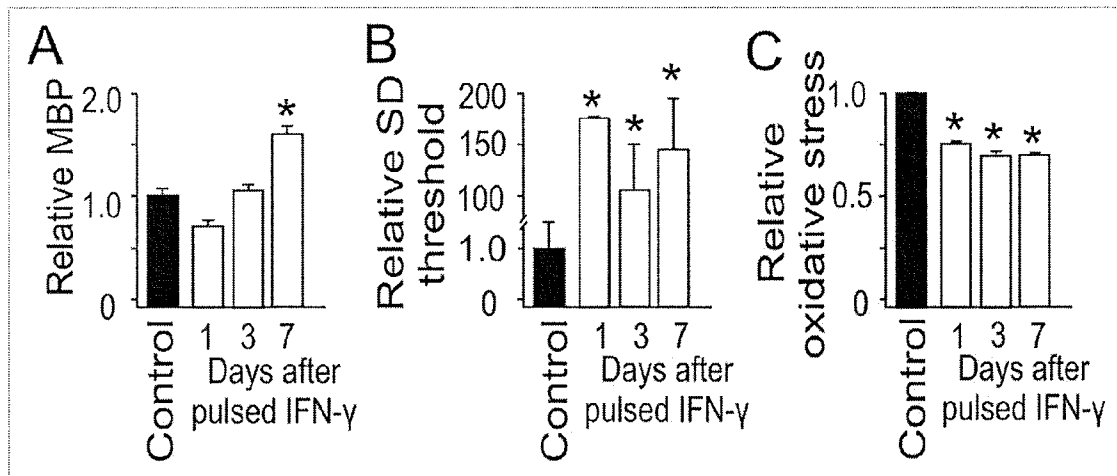 A
Relative MBP
2.0
1.0
0
*
Control
1 3 7
Days after
pulsed IFN-γ
B
Relative SD
threshold
200
150
100
1.0
0
* * *
Control
1 3 7
Days after
pulsed IFN-γ
C
Relative
oxidative stress
1.0
0.5
0
* * *
Control
1 3 7
Days after
pulsed IFN-γ